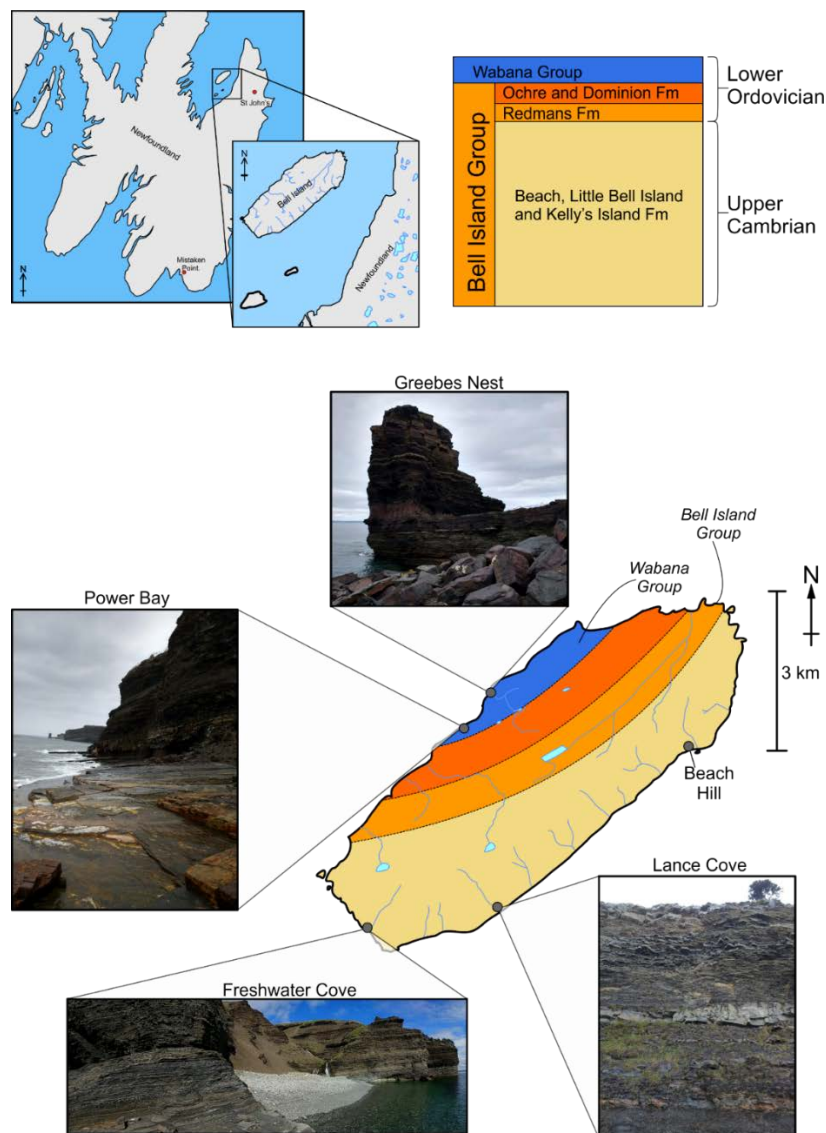 St John's
Newfoundland
Mistaken
Point.
N
N
Bell Island
Newfoundland
Wabana Group
Bell Island Group
Ochre and Dominion Fm
Redmans Fm
Beach, Little Bell Island
and Kelly's Island Fm
Lower
Ordovician
Upper
Cambrian
Greebes Nest
Bell Island
Group
Wabana
Group
N
3 km
Power Bay
Beach
Hill
Lance Cove
Freshwater Cove